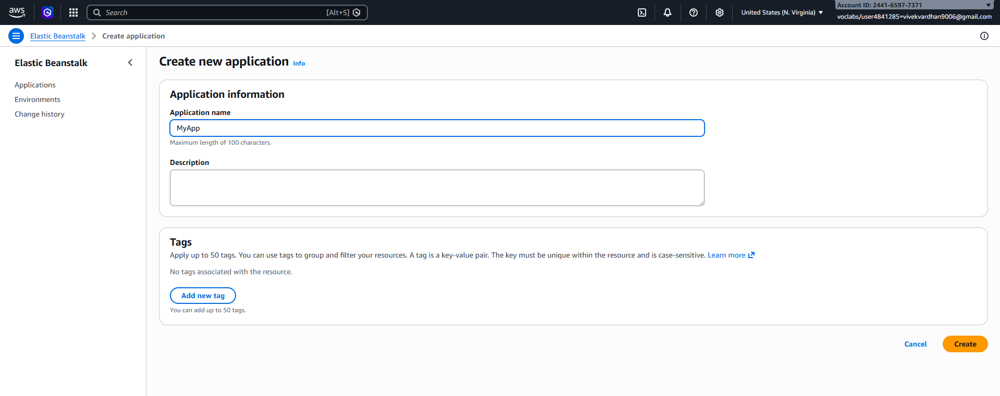 aws
Search [Alt+S]
United States (N. Virginia)
Account ID: 2441-6597-7371
voclabs/user4841285=vivekvardhan9006@gmail.com
Elastic Beanstalk > Create application
Elastic Beanstalk
Applications
Environments
Change history
Create new application Info
Application information
Application name
MyApp
Maximum length of 100 characters.
Description
Tags
Apply up to 50 tags. You can use tags to group and filter your resources. A tag is a key-value pair. The key must be unique within the resource and is case-sensitive. Learn more
No tags associated with the resource.
Add new tag
You can add up to 50 tags.
Cancel Create